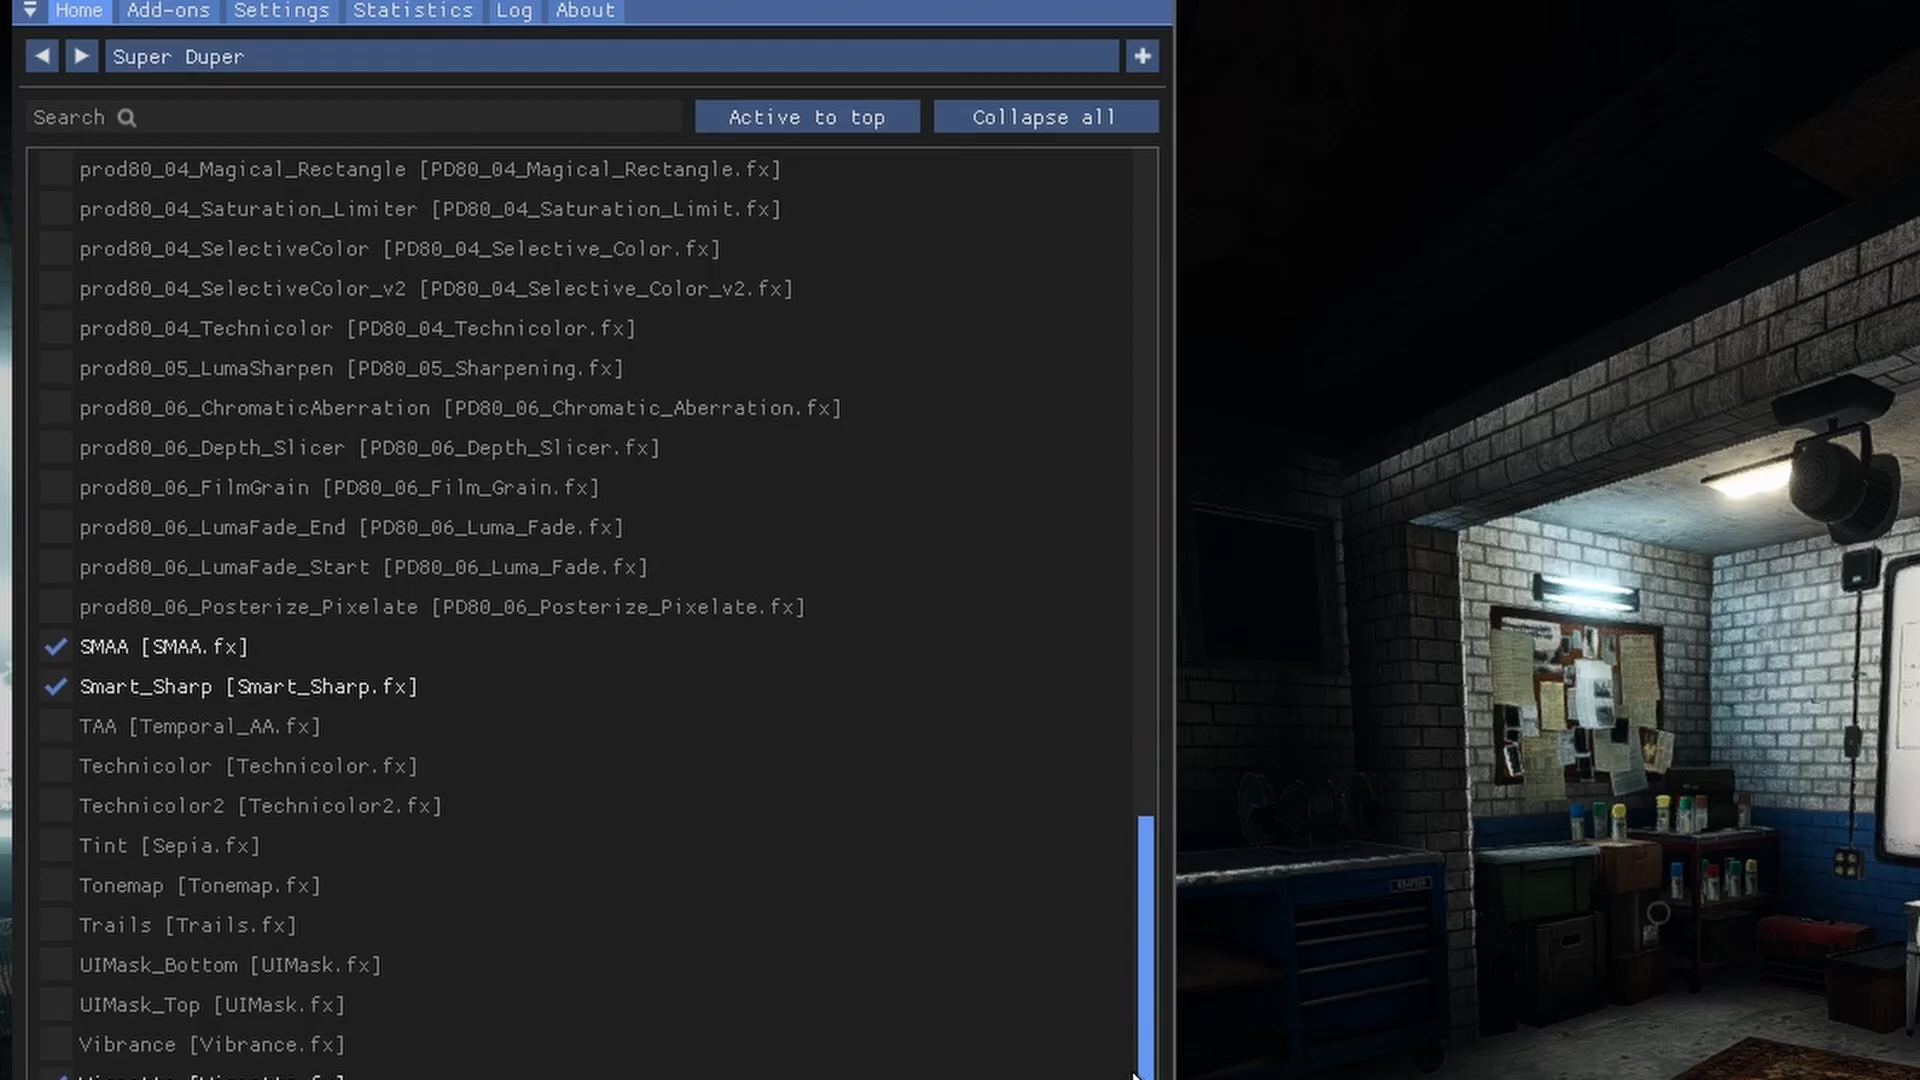 Home Add-ons Settings Statistics Log About
Super Duper
Search Active to top Collapse all
prod80_04_Magical_Rectangle [PD80_04_Magical_Rectangle.fx]
prod80_04_Saturation_Limiter [PD80_04_Saturation_Limit.fx]
prod80_04_SelectiveColor [PD80_04_Selective_Color.fx]
prod80_04_SelectiveColor_v2 [PD80_04_Selective_Color_v2.fx]
prod80_04_Technicolor [PD80_04_Technicolor.fx]
prod80_05_LumaSharpen [PD80_05_Sharpening.fx]
prod80_06_ChromaticAberration [PD80_06_Chromatic_Aberration.fx]
prod80_06_Depth_Slicer [PD80_06_Depth_Slicer.fx]
prod80_06_FilmGrain [PD80_06_Film_Grain.fx]
prod80_06_LumaFade_End [PD80_06_Luma_Fade.fx]
prod80_06_LumaFade_Start [PD80_06_Luma_Fade.fx]
prod80_06_Posterize_Pixelate [PD80_06_Posterize_Pixelate.fx]
SMAA [SMAA.fx]
Smart_Sharp [Smart_Sharp.fx]
TAA [Temporal_AA.fx]
Technicolor [Technicolor.fx]
Technicolor2 [Technicolor2.fx]
Tint [Sepia.fx]
Tonemap [Tonemap.fx]
Trails [Trails.fx]
UIMask_Bottom [UIMask.fx]
UIMask_Top [UIMask.fx]
Vibrance [Vibrance.fx]